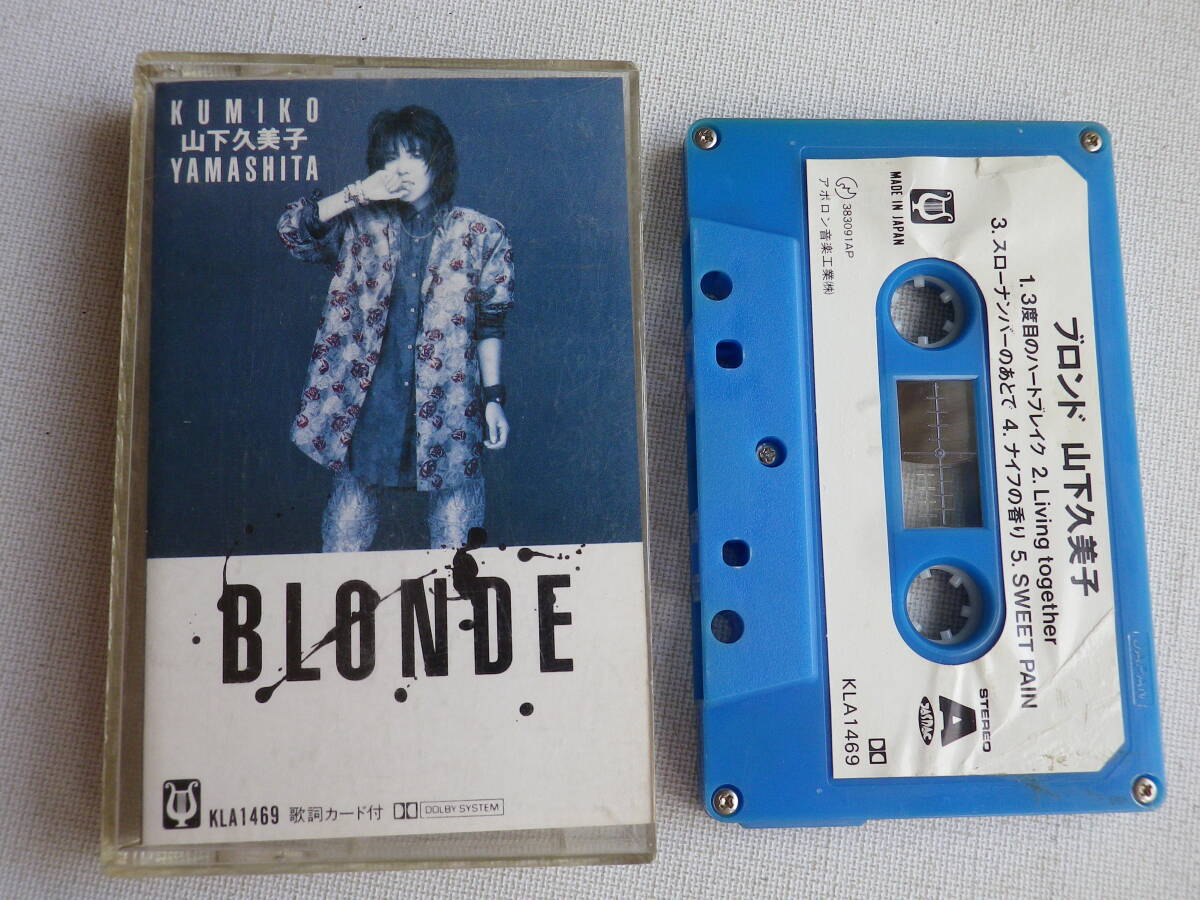 KUMIKO
山下久美子
YAMASHITA
BLONDE
KLA1469 歌詞カード付 DOLBY SYSTEM
ブロンド 山下久美子
1. 3度目のハートブレイク 2. Living together
3. スローナンバーのあとで 4. ナイフの香り 5. SWEET PAIN
MADE IN JAPAN
383091AP
アポロン音楽工業㈱
STEREO
A
KLA1469